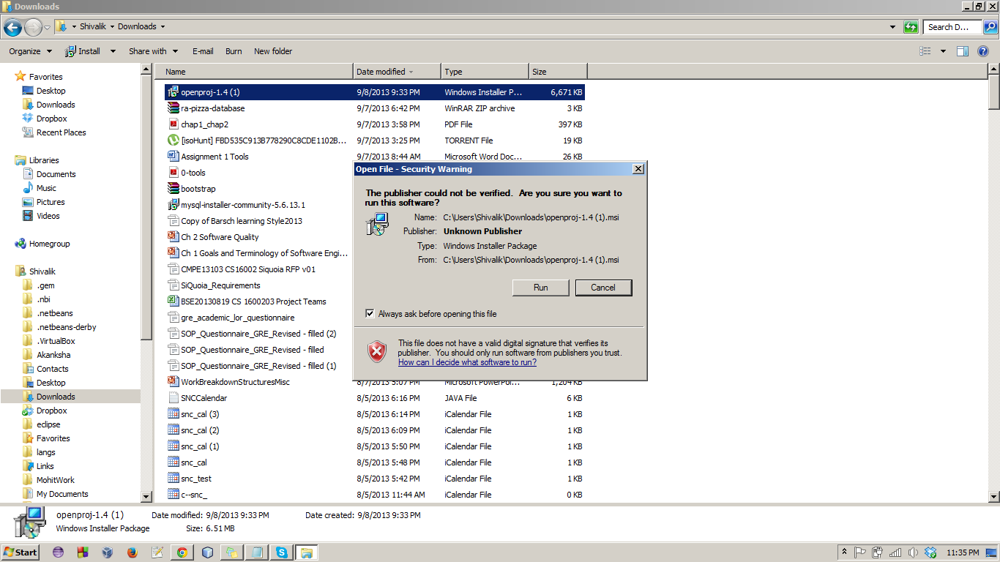 Downloads
Shivalik Downloads
Search D...
Organize Install Share with E-mail Burn New folder
Name Date modified Type Size
Favorites
Desktop
Downloads
Dropbox
Recent Places
Libraries
Documents
Music
Pictures
Videos
Homegroup
Shivalik
.gem
.nbi
.netbeans
.netbeans-derby
.VirtualBox
Akanksha
Contacts
Desktop
Downloads
Dropbox
eclipse
Favorites
langs
Links
MohitWork
My Documents
openproj-1.4 (1) 9/8/2013 9:33 PM Windows Installer P... 6,671 KB
ra-pizza-database 9/7/2013 6:42 PM WinRAR ZIP archive 3 KB
chap1_chap2 9/7/2013 3:58 PM PDF File 397 KB
[isoHunt] FBD535C913B778290C8CDE1102B... 9/7/2013 3:25 PM TORRENT File 19 KB
Assignment 1 Tools 9/7/2013 8:44 AM Microsoft Word Doc... 26 KB
0-tools
bootstrap
mysql-installer-community-5.6.13.1
Copy of Barsch learning Style2013
Ch 2 Software Quality
Ch 1 Goals and Terminology of Software Engi...
CMPE13103 CS16002 Siquoia RFP v01
SiQuoia_Requirements
BSE20130819 CS 1600203 Project Teams
gre_academic_lor_questionnaire
SOP_Questionnaire_GRE_Revised - filled (2)
SOP_Questionnaire_GRE_Revised - filled
SOP_Questionnaire_GRE_Revised - filled (1)
WorkBreakdownStructuresMisc 8/7/2013 5:07 PM Microsoft PowerPoi... 1,204 KB
SNCCalendar 8/5/2013 6:16 PM JAVA File 6 KB
snc_cal (3) 8/5/2013 6:14 PM iCalendar File 1 KB
snc_cal (2) 8/5/2013 6:09 PM iCalendar File 1 KB
snc_cal (1) 8/5/2013 5:50 PM iCalendar File 1 KB
snc_cal 8/5/2013 5:48 PM iCalendar File 1 KB
snc_test 8/5/2013 5:42 PM iCalendar File 1 KB
c--snc_ 8/5/2013 11:44 AM iCalendar File 0 KB
Open File - Security Warning
The publisher could not be verified. Are you sure you want to
run this software?
Name: C:\Users\Shivalik\Downloads\openproj-1.4 (1).msi
Publisher: Unknown Publisher
Type: Windows Installer Package
From: C:\Users\Shivalik\Downloads\openproj-1.4 (1).msi
Run Cancel
Always ask before opening this file
This file does not have a valid digital signature that verifies its
publisher. You should only run software from publishers you trust.
How can I decide what software to run?
openproj-1.4 (1) Date modified: 9/8/2013 9:33 PM Date created: 9/8/2013 9:33 PM
Windows Installer Package Size: 6.51 MB
Start 11:35 PM